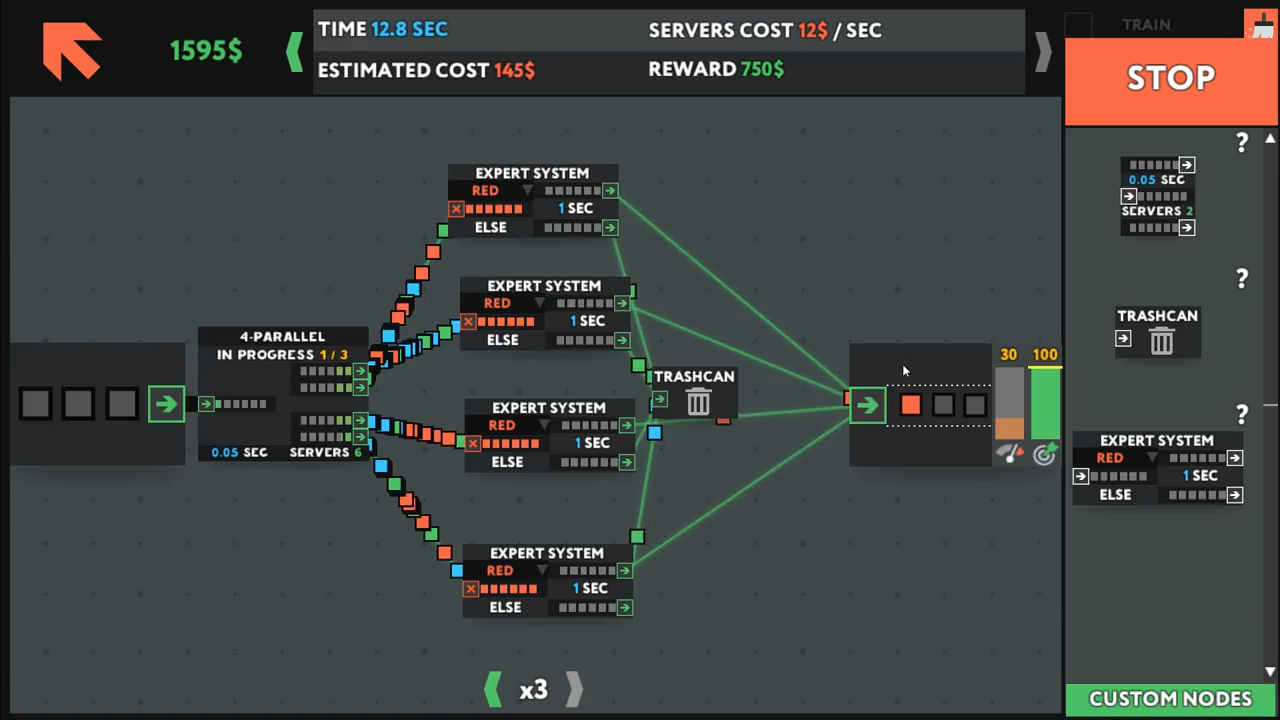 1595$
TIME 12.8 SEC
SERVERS COST 12$ / SEC
ESTIMATED COST 145$
REWARD 750$
TRAIN
STOP
?
0.05 SEC
SERVERS 2
?
TRASHCAN
?
EXPERT SYSTEM
RED
1 SEC
ELSE
CUSTOM NODES
4-PARALLEL
IN PROGRESS 1 / 3
0.05 SEC SERVERS 6
EXPERT SYSTEM
RED
1 SEC
ELSE
EXPERT SYSTEM
RED
1 SEC
ELSE
EXPERT SYSTEM
RED
1 SEC
ELSE
EXPERT SYSTEM
RED
1 SEC
ELSE
TRASHCAN
30 100
x3